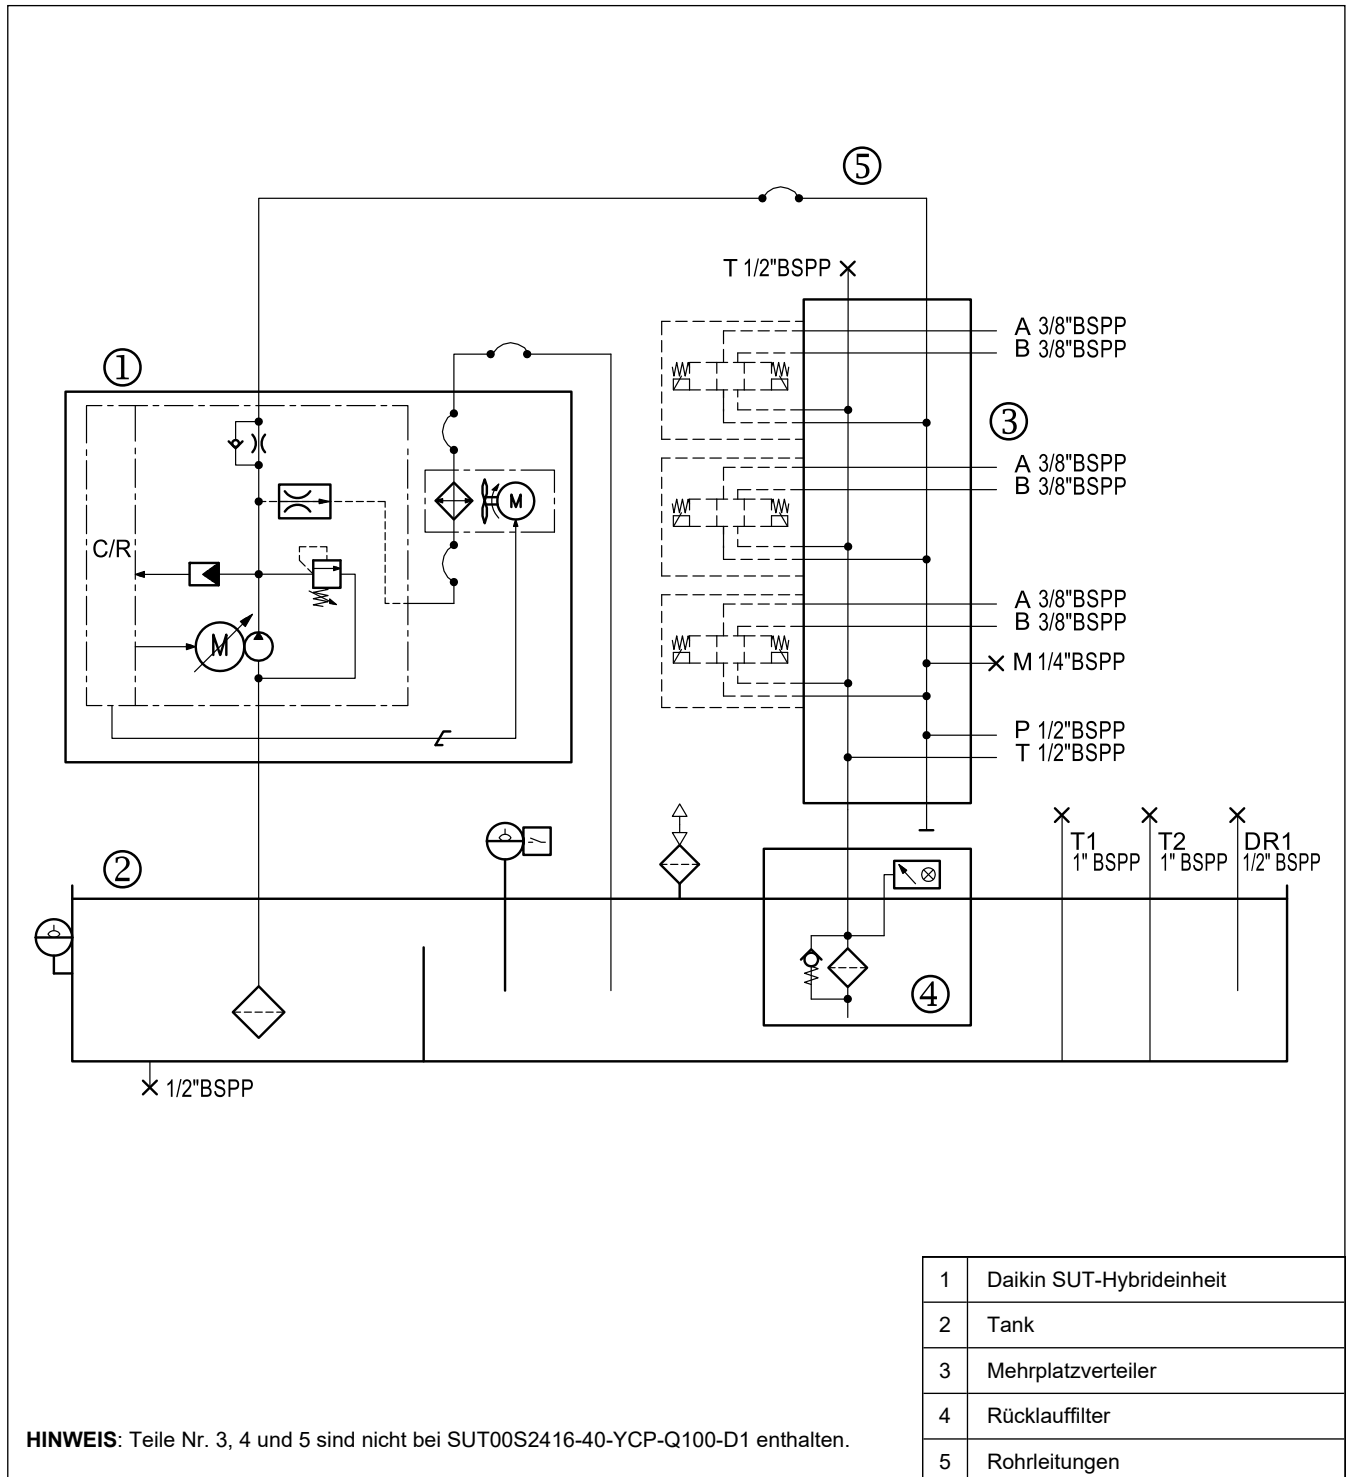 ⑤
T 1/2"BSPP
A 3/8"BSPP
B 3/8"BSPP
①
③
C/R
M
M
A 3/8"BSPP
B 3/8"BSPP
A 3/8"BSPP
B 3/8"BSPP
M 1/4"BSPP
P 1/2"BSPP
T 1/2"BSPP
②
T1
1" BSPP
T2
1" BSPP
DR1
1/2" BSPP
④
1/2"BSPP
1 Daikin SUT-Hybrideinheit
2 Tank
3 Mehrplatzverteiler
4 Rücklauffilter
5 Rohrleitungen
HINWEIS: Teile Nr. 3, 4 und 5 sind nicht bei SUT00S2416-40-YCP-Q100-D1 enthalten.